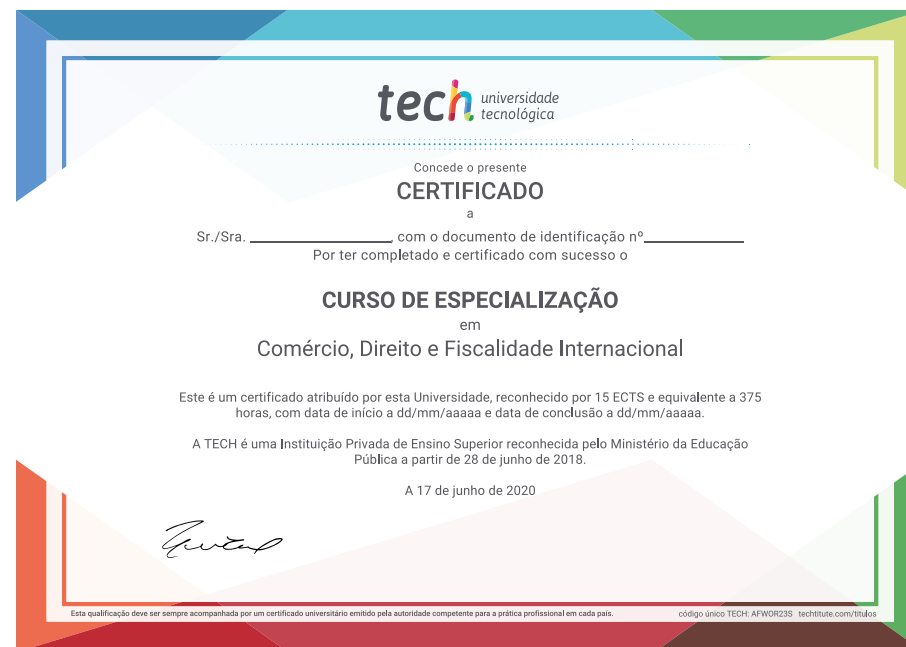 tech universidade
tecnológica
Concede o presente
CERTIFICADO
a
Sr./Sra. ____________, com o documento de identificação nº__________
Por ter completado e certificado com sucesso o
CURSO DE ESPECIALIZAÇÃO
em
Comércio, Direito e Fiscalidade Internacional
Este é um certificado atribuído por esta Universidade, reconhecido por 15 ECTS e equivalente a 375
horas, com data de início a dd/mm/aaaaa e data de conclusão a dd/mm/aaaaa.
A TECH é uma Instituição Privada de Ensino Superior reconhecida pelo Ministério da Educação
Pública a partir de 28 de junho de 2018.
A 17 de junho de 2020
Esta qualificação deve ser sempre acompanhada por um certificado universitário emitido pela autoridade competente para a prática profissional em cada país.
código único TECH: AFWOR23S techtitute.com/titulos